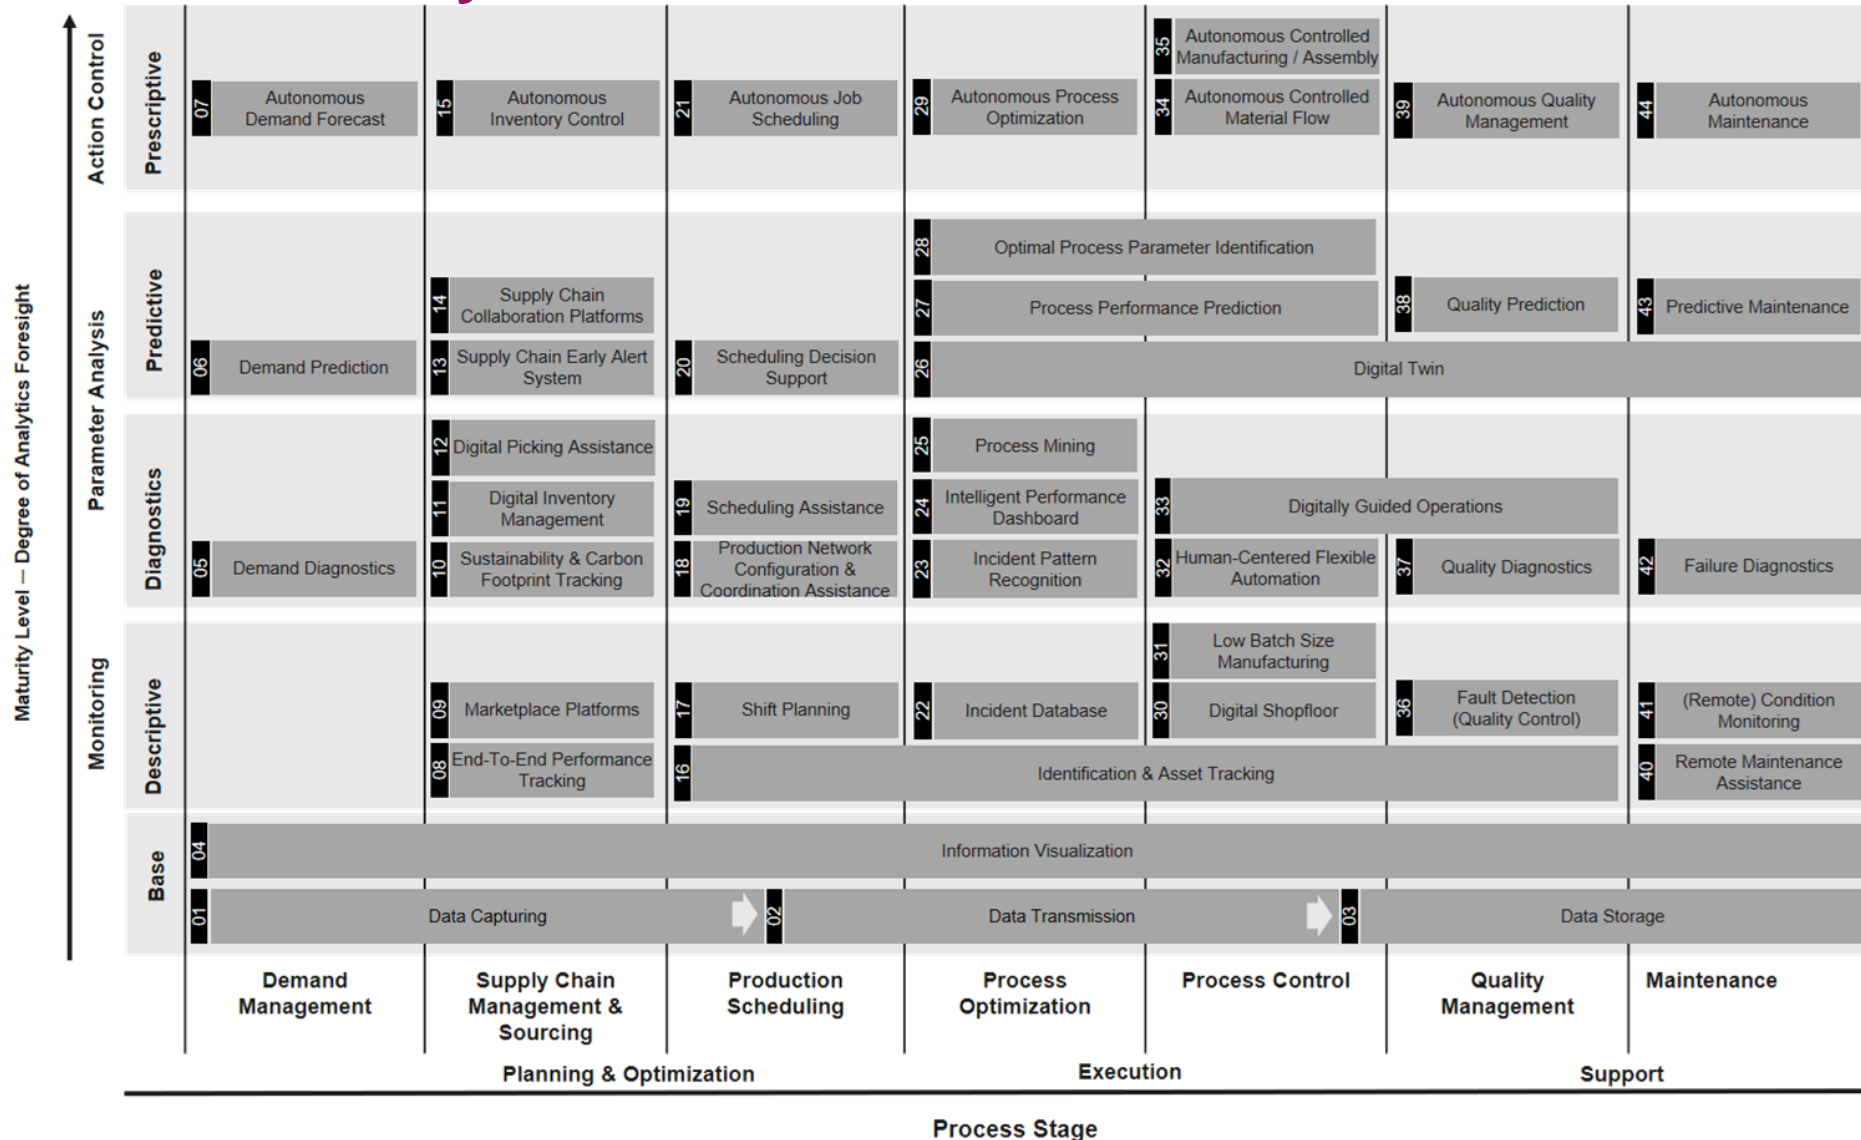 Maturity Level — Degree of Analytics Foresight
Action Control
Parameter Analysis
Monitoring
Prescriptive
07
Autonomous
Demand Forecast
15
Autonomous
Inventory Control
21
Autonomous Job
Scheduling
29
Autonomous Process
Optimization
35
Autonomous Controlled
Manufacturing / Assembly
34
Autonomous Controlled
Material Flow
39
Autonomous Quality
Management
44
Autonomous
Maintenance
Predictive
06
Demand Prediction
14
Supply Chain
Collaboration Platforms
13
Supply Chain Early Alert
System
20
Scheduling Decision
Support
28
Optimal Process Parameter Identification
27
Process Performance Prediction
26
Digital Twin
38
Quality Prediction
43
Predictive Maintenance
Diagnostics
05
Demand Diagnostics
12
Digital Picking Assistance
11
Digital Inventory
Management
10
Sustainability & Carbon
Footprint Tracking
19
Scheduling Assistance
18
Production Network
Configuration &
Coordination Assistance
25
Process Mining
24
Intelligent Performance
Dashboard
23
Incident Pattern
Recognition
33
Digitally Guided Operations
32
Human-Centered Flexible
Automation
37
Quality Diagnostics
42
Failure Diagnostics
Descriptive
09
Marketplace Platforms
08
End-To-End Performance
Tracking
17
Shift Planning
16
Identification & Asset Tracking
22
Incident Database
31
Low Batch Size
Manufacturing
30
Digital Shopfloor
36
Fault Detection
(Quality Control)
41
(Remote) Condition
Monitoring
40
Remote Maintenance
Assistance
Base
04
Information Visualization
01
Data Capturing
02
Data Transmission
03
Data Storage
Demand
Management
Supply Chain
Management &
Sourcing
Production
Scheduling
Process
Optimization
Process Control
Quality
Management
Maintenance
Planning & Optimization
Execution
Support
Process Stage